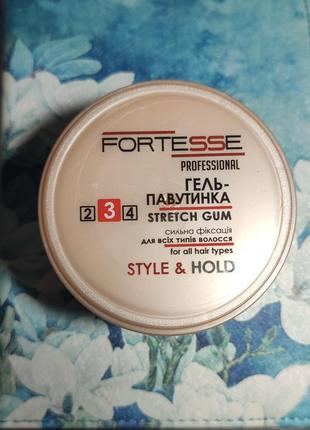 FORTESSE
PROFESSIONAL
ГЕЛЬ-
ПАВУТИНКА
2 3 4
STRETCH GUM
сильна фіксація
для всіх типів волосся
for all hair types
STYLE & HOLD